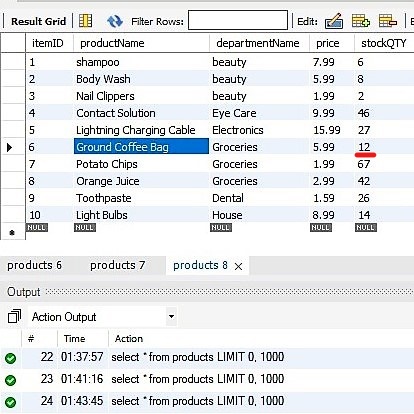 Result Grid Filter Rows: Edit:
itemID productName departmentName price stockQTY
1 shampoo beauty 7.99 6
2 Body Wash beauty 5.99 8
3 Nail Clippers beauty 1.99 2
4 Contact Solution Eye Care 9.99 46
5 Lightning Charging Cable Electronics 15.99 27
6 Ground Coffee Bag Groceries 5.99 12
7 Potato Chips Groceries 1.99 67
8 Orange Juice Groceries 2.99 42
9 Toothpaste Dental 1.59 26
10 Light Bulbs House 8.99 14
NULL NULL NULL NULL NULL
products 6 products 7 products 8
Output
Action Output
# Time Action
22 01:37:57 select * from products LIMIT 0, 1000
23 01:41:16 select * from products LIMIT 0, 1000
24 01:43:45 select * from products LIMIT 0, 1000